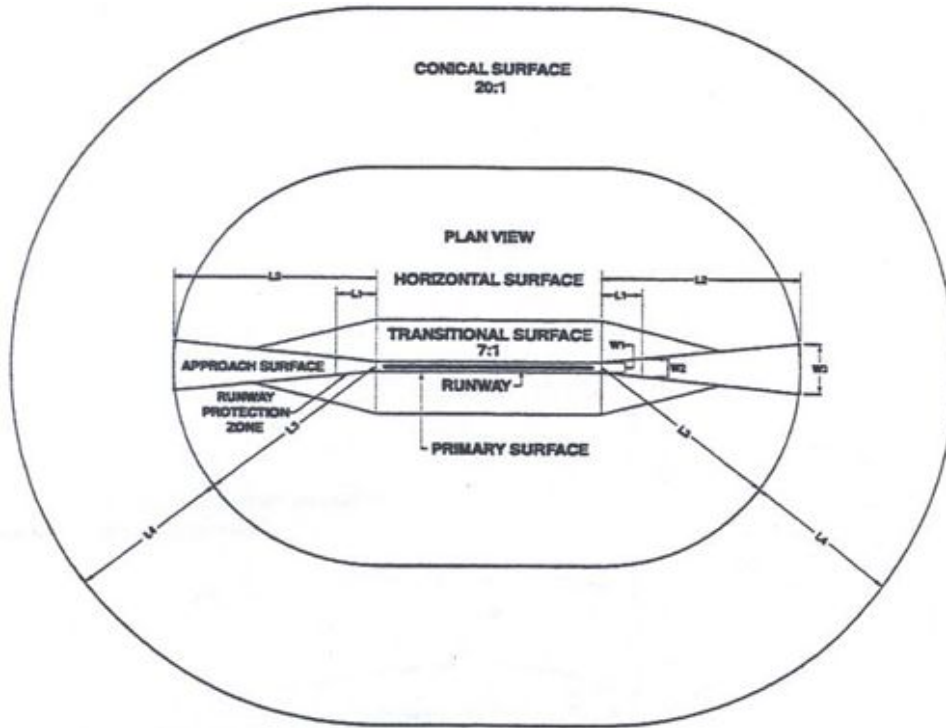 CONICAL SURFACE
20:1
PLAN VIEW
L2
HORIZONTAL SURFACE
L2
L1
L1
TRANSITIONAL SURFACE
7:1
W1
APPROACH SURFACE
W2
W3
RUNWAY
RUNWAY
PROTECTION
ZONE
L3
L3
PRIMARY SURFACE
L4
L4